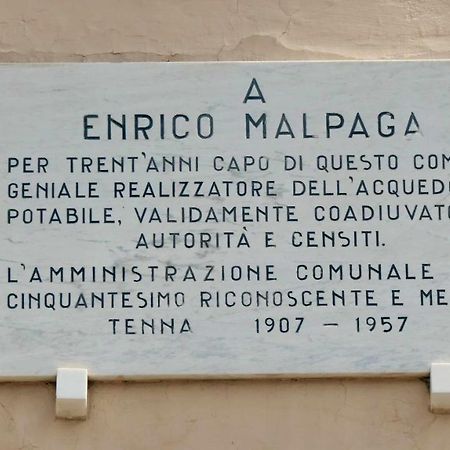 A
ENRICO MALPAGA
PER TRENT'ANNI CAPO DI QUESTO COM
GENIALE REALIZZATORE DELL'ACQUED
POTABILE, VALIDAMENTE COADIUVATO
AUTORITÀ E CENSITI.
L'AMMINISTRAZIONE COMUNALE
CINQUANTESIMO RICONOSCENTE E ME
TENNA 1907 - 1957